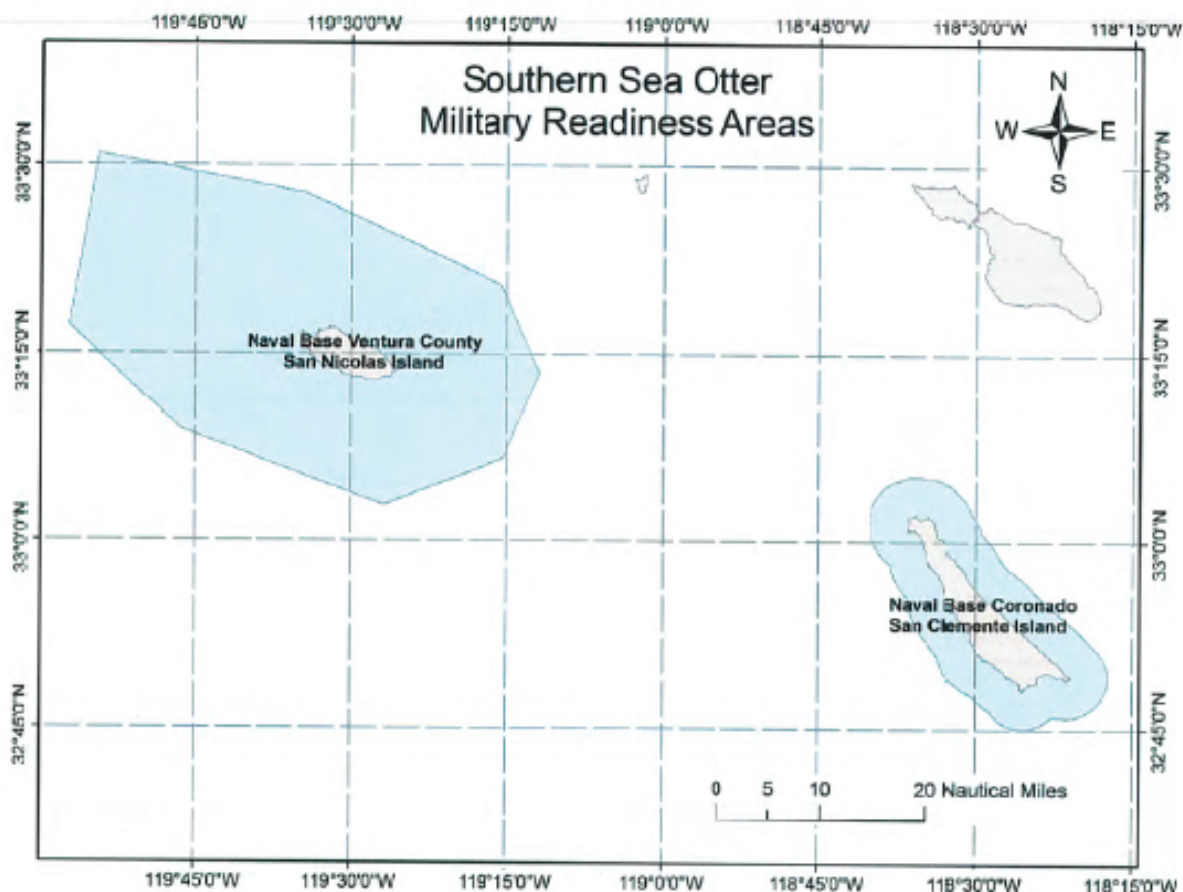 119°45'0"W 119°30'0"W 119°15'0"W 119°0'0"W 118°45'0"W 118°30'0"W 118°15'0"W
Southern Sea Otter
Military Readiness Areas
N
W E
S
33°30'0"N 33°30'0"N
Naval Base Ventura County
San Nicolas Island
33°15'0"N 33°15'0"N
33°0'0"N 33°0'0"N
Naval Base Coronado
San Clemente Island
32°45'0"N 32°45'0"N
0 5 10 20 Nautical Miles
119°45'0"W 119°30'0"W 119°15'0"W 119°0'0"W 118°45'0"W 118°30'0"W 118°15'0"W